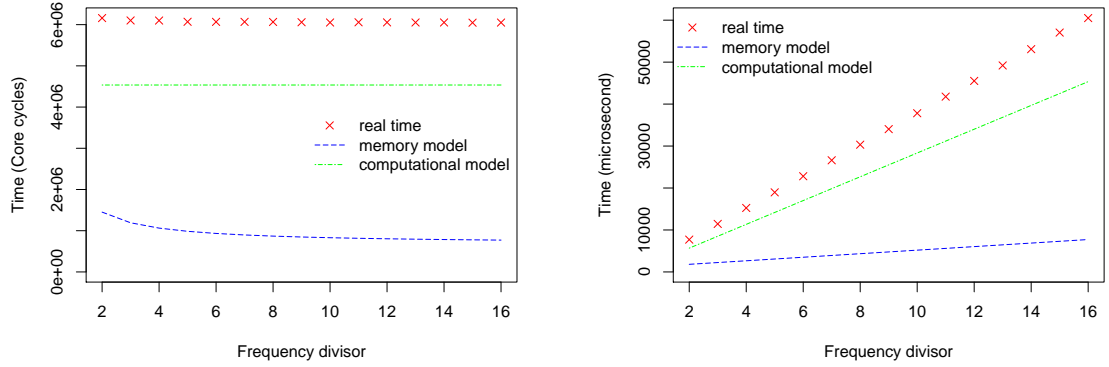 Time (Core cycles)
0e+00 2e+06 4e+06 6e+06
real time
memory model
computational model
2 4 6 8 10 12 14 16
Frequency divisor
Time (microsecond)
0 10000 30000 50000
real time
memory model
computational model
2 4 6 8 10 12 14 16
Frequency divisor